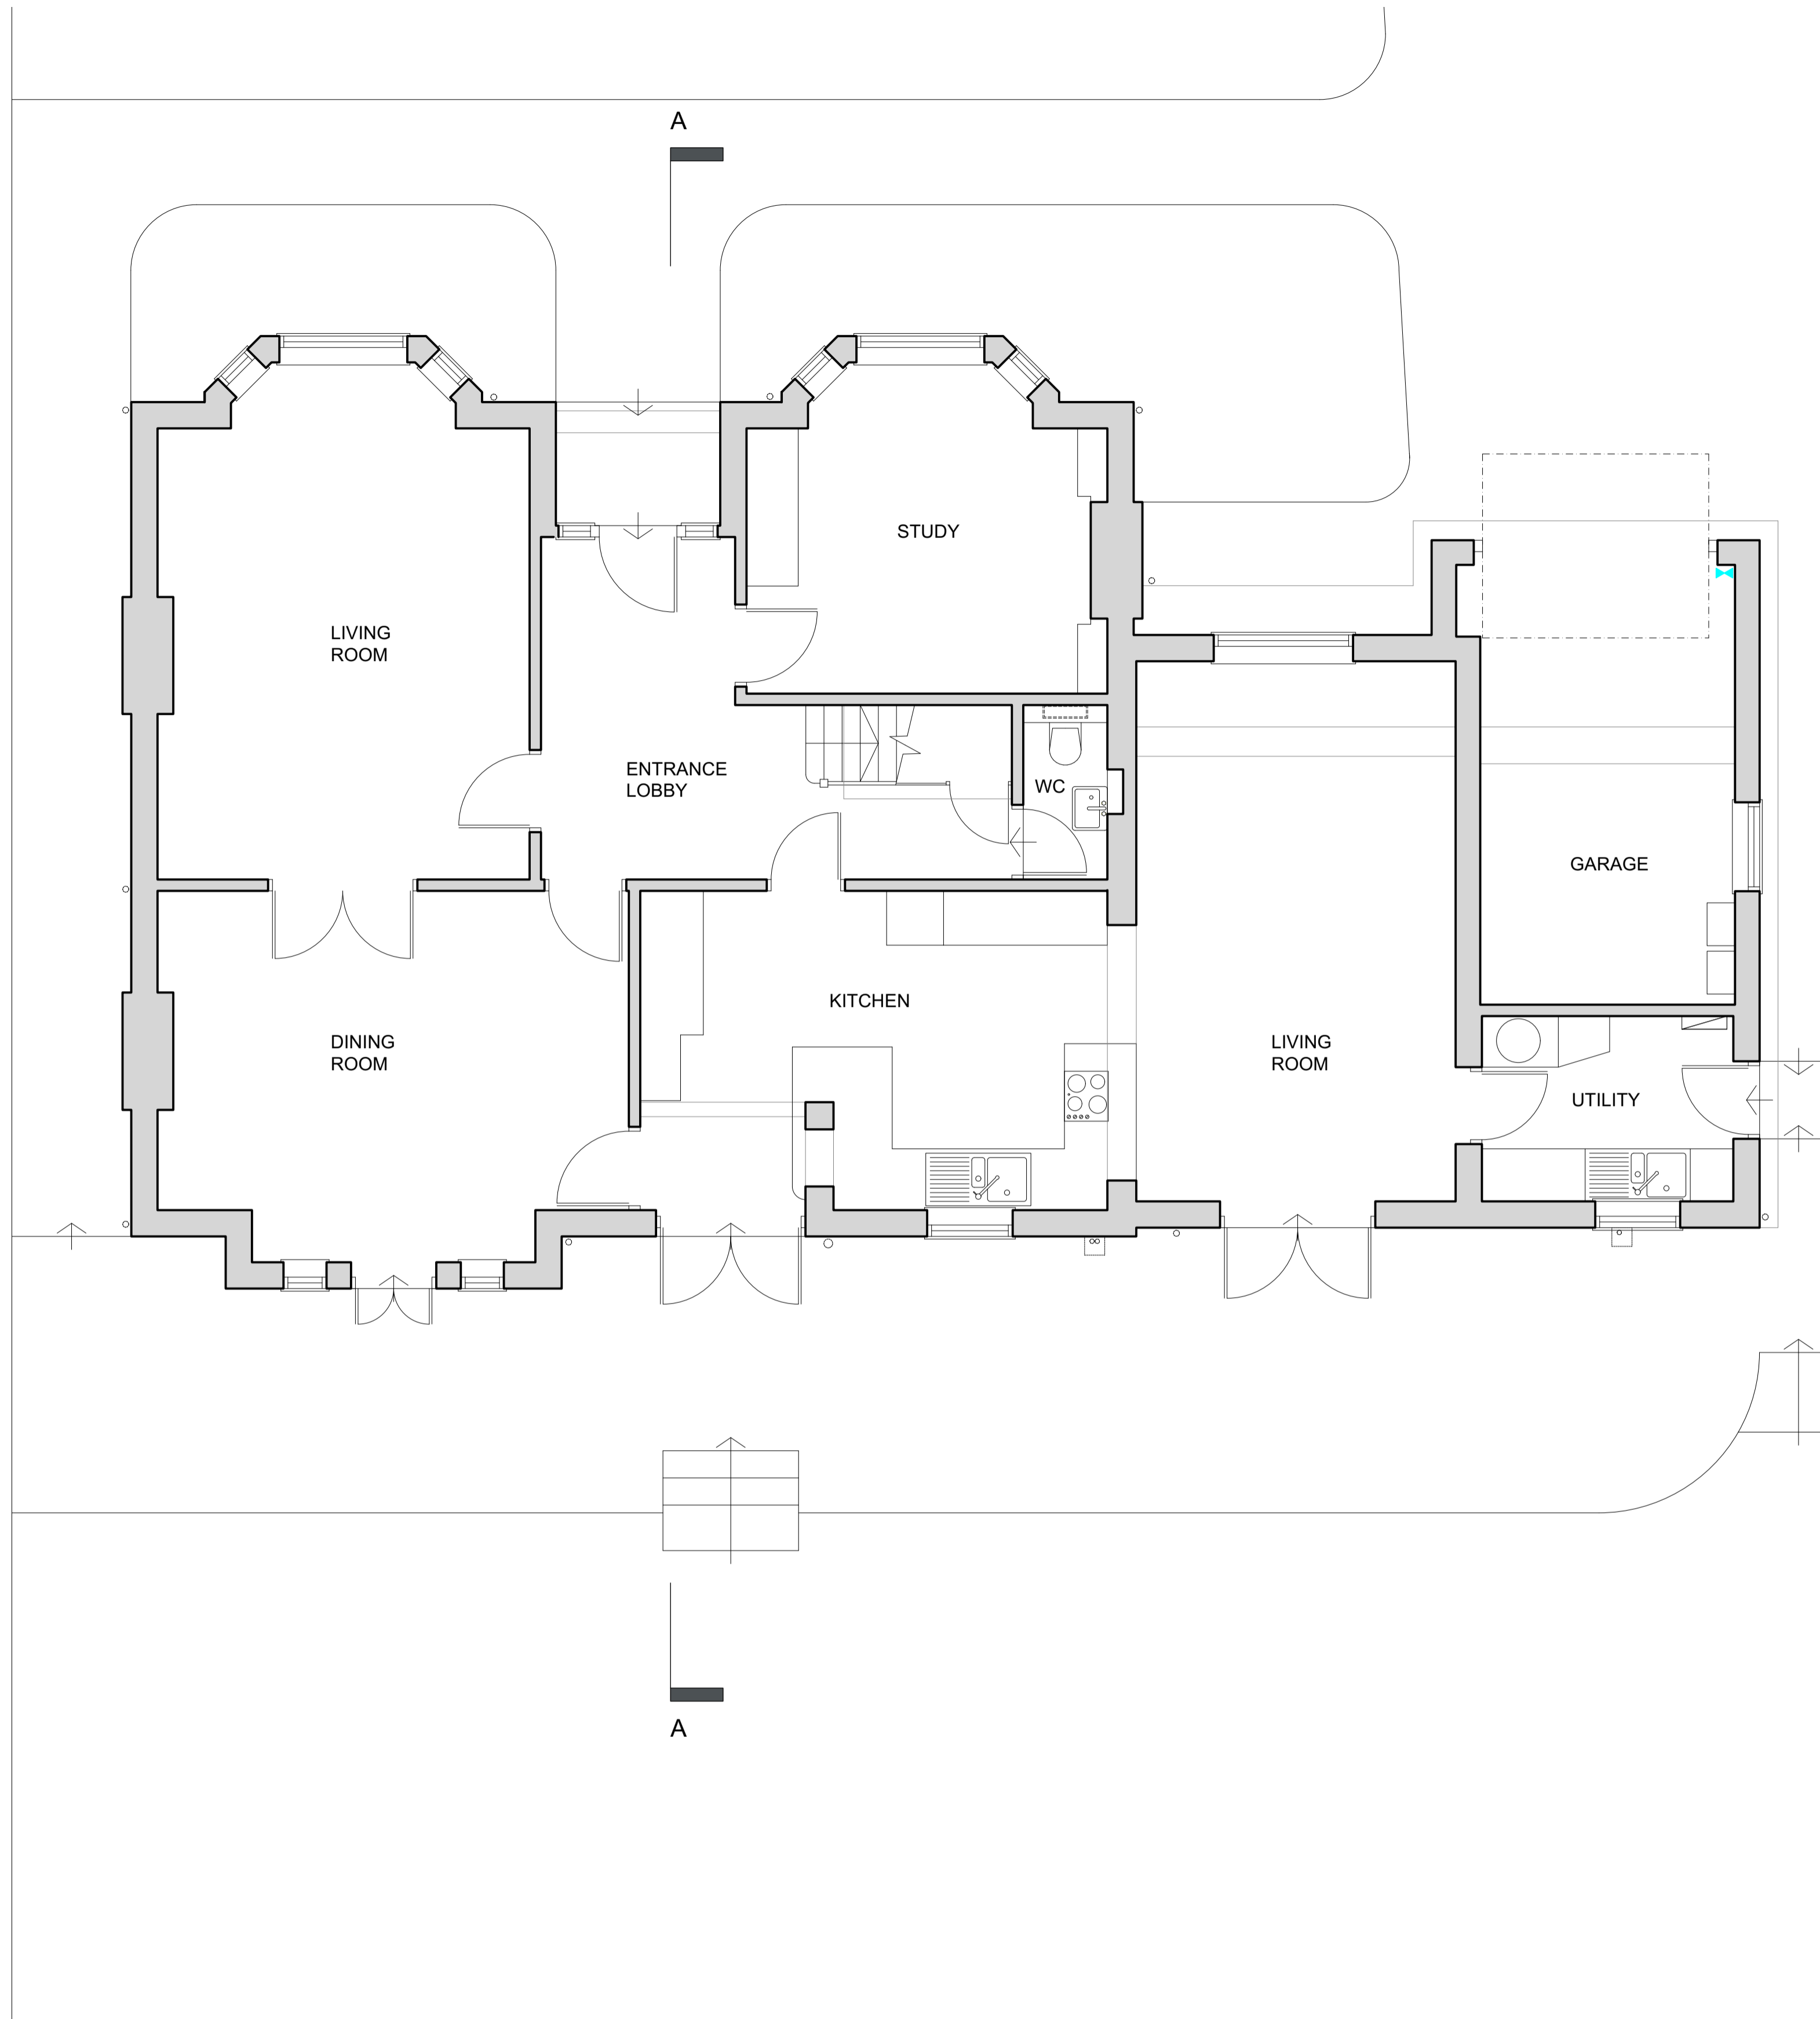 A
STUDY
LIVING
ROOM
ENTRANCE
LOBBY
WC
GARAGE
KITCHEN
DINING
ROOM
LIVING
ROOM
UTILITY
A